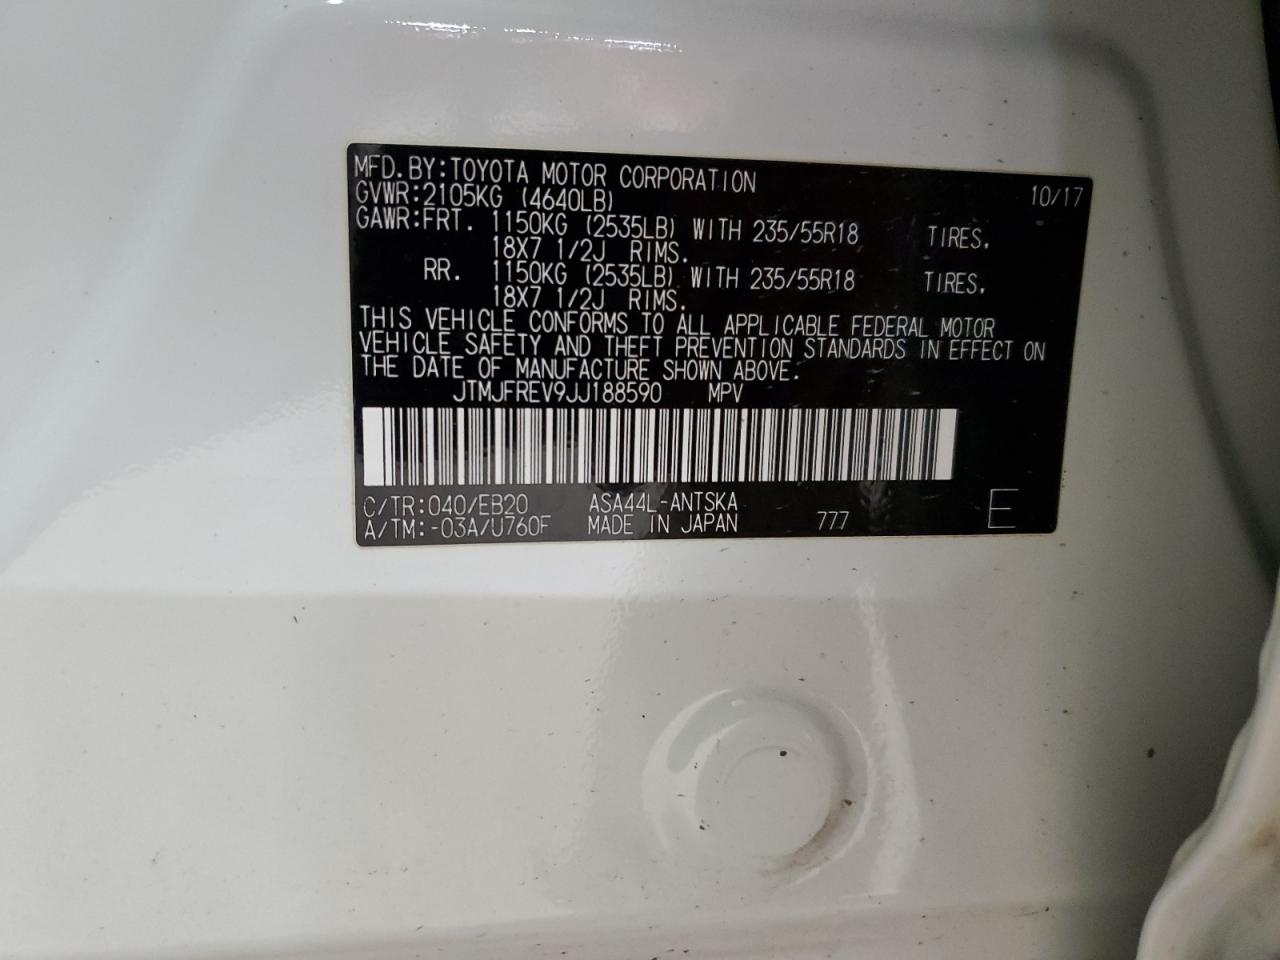 MFD.BY:TOYOTA MOTOR CORPORATION 10/17
GVWR:2105KG (4640LB)
GAWR:FRT. 1150KG (2535LB) WITH 235/55R18 TIRES.
18X7 1/2J RIMS.
RR. 1150KG (2535LB) WITH 235/55R18 TIRES.
18X7 1/2J RIMS.
THIS VEHICLE CONFORMS TO ALL APPLICABLE FEDERAL MOTOR
VEHICLE SAFETY AND THEFT PREVENTION STANDARDS IN EFFECT ON
THE DATE OF MANUFACTURE SHOWN ABOVE.
JTMJFREV9JJ188590 MPV
C/TR:040/EB20 ASA44L-ANTSKA
A/TM:-03A/U760F MADE IN JAPAN 777 E